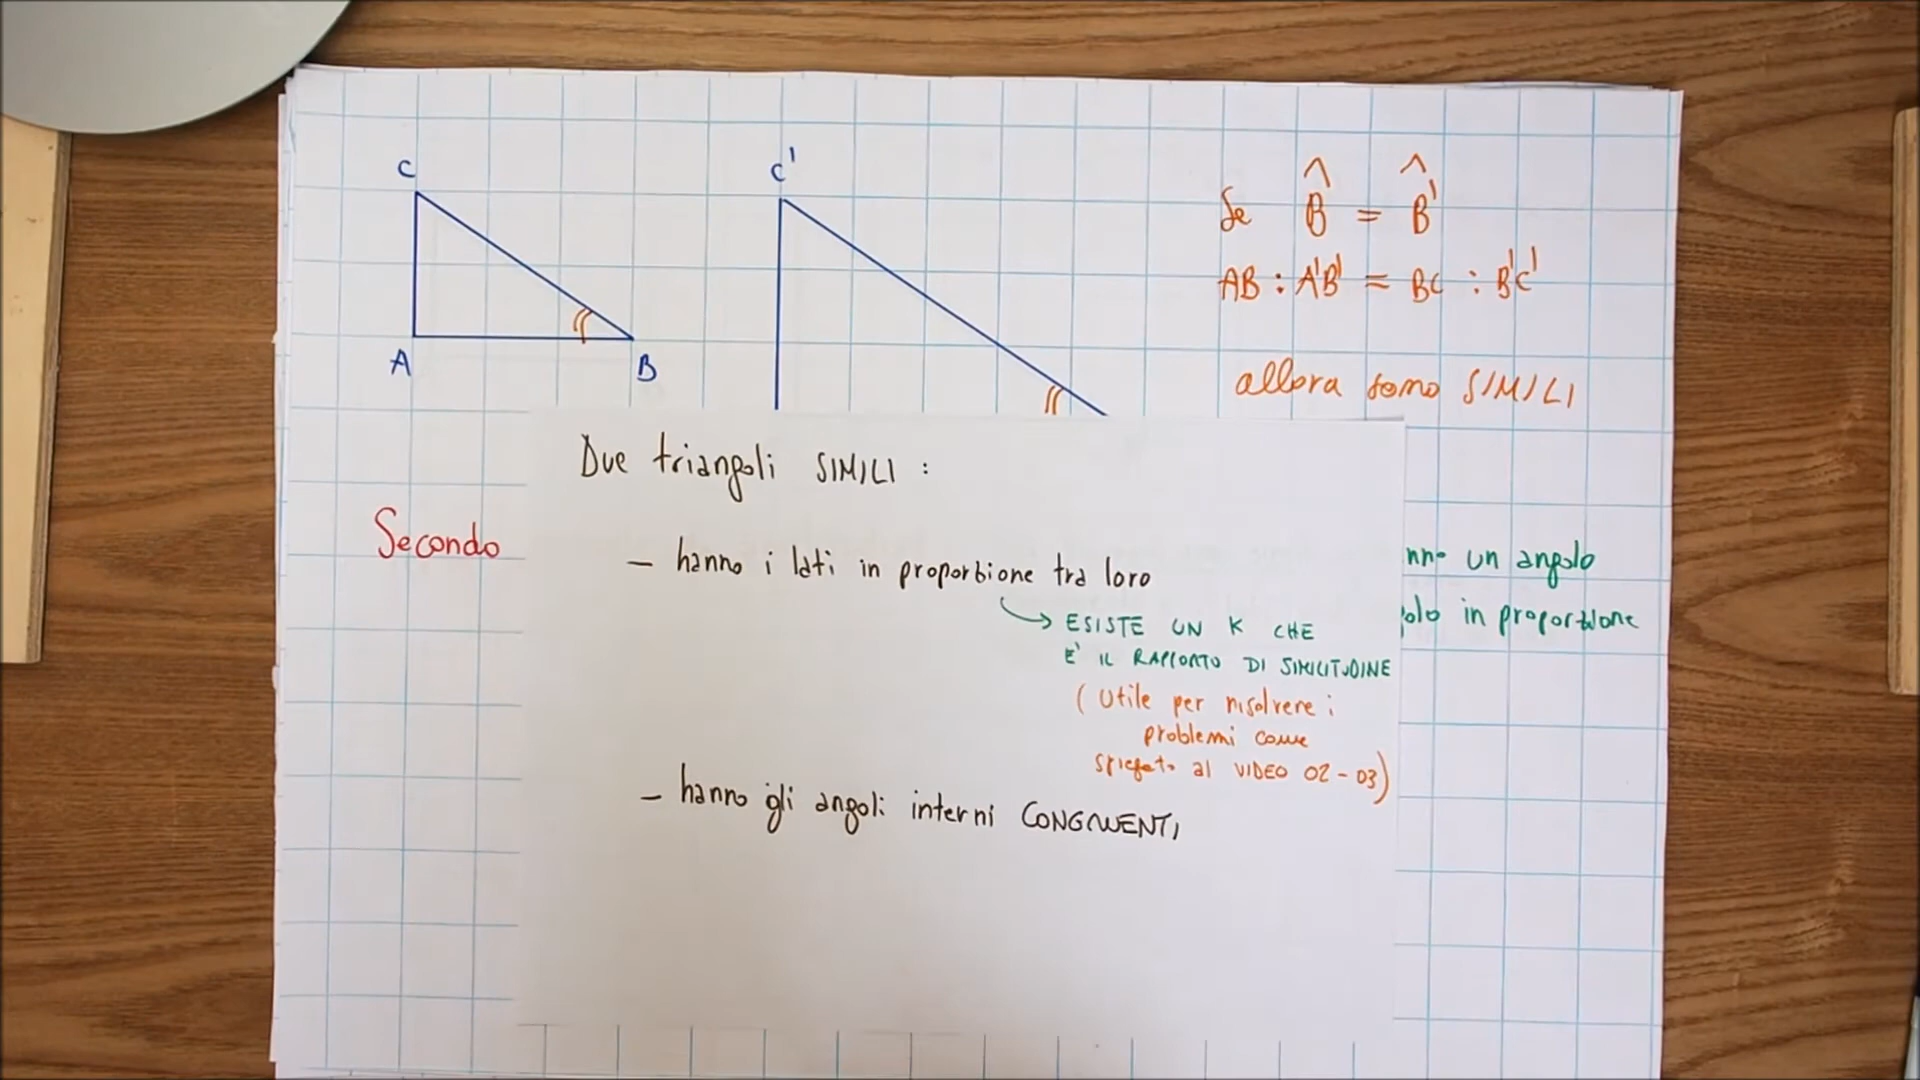 C
C'
A
B
Se B̂ = B̂'
AB : A'B' = BC : B'C'
allora sono SIMILI
Due triangoli SIMILI :
Secondo
nno un angolo
olo in proporzione
– hanno i lati in proporzione tra loro
→ ESISTE UN K CHE
E' IL RAPPORTO DI SIMILITUDINE
(Utile per risolvere i
problemi come
spiegato al VIDEO 02 - 03)
– hanno gli angoli interni CONGRUENTI